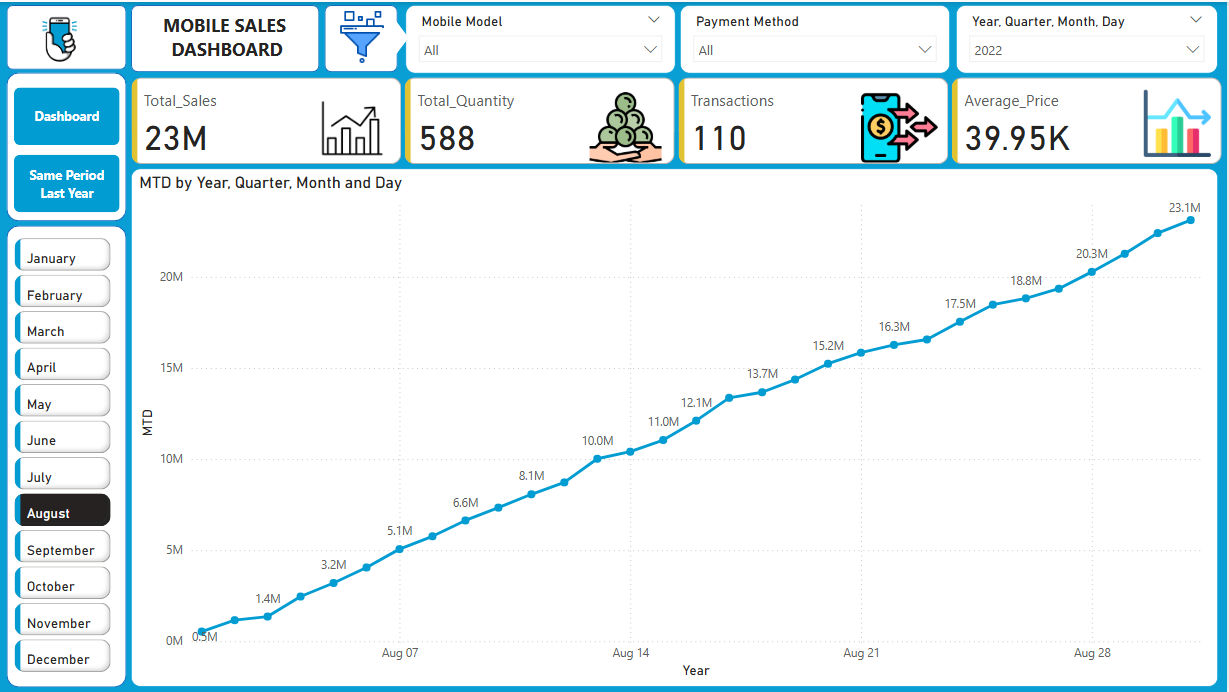 MOBILE SALES
DASHBOARD
Mobile Model
All
Payment Method
All
Year, Quarter, Month, Day
2022
Dashboard
Same Period
Last Year
Total_Sales
23M
Total_Quantity
588
Transactions
110
$
Average_Price
39.95K
January
February
March
April
May
June
July
August
September
October
November
December
MTD by Year, Quarter, Month and Day
MTD
20M
15M
10M
5M
0M
0.5M
1.4M
3.2M
5.1M
6.6M
8.1M
10.0M
11.0M
12.1M
13.7M
15.2M
16.3M
17.5M
18.8M
20.3M
23.1M
Aug 07
Aug 14
Aug 21
Aug 28
Year